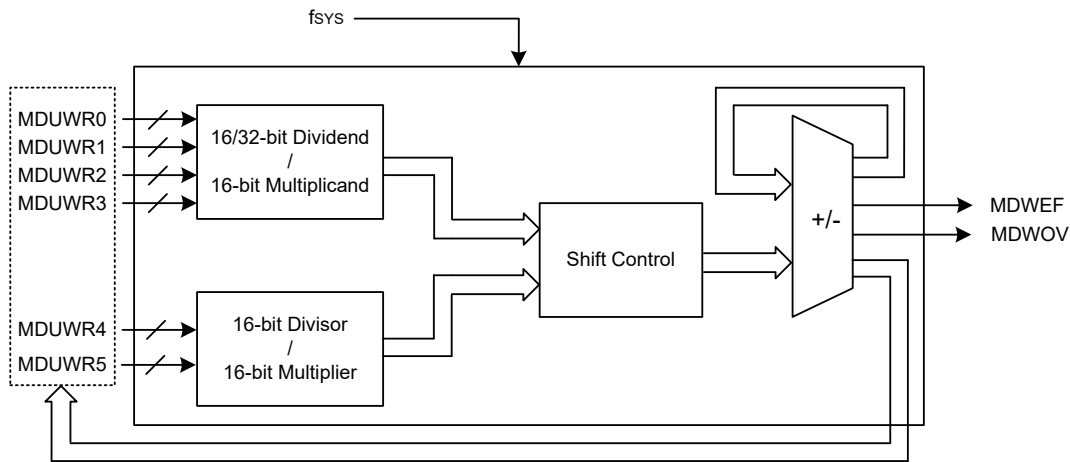 fSYS
MDUWR0
MDUWR1
MDUWR2
MDUWR3
16/32-bit Dividend
/
16-bit Multiplicand
MDUWR4
MDUWR5
16-bit Divisor
/
16-bit Multiplier
Shift Control
+/-
MDWEF
MDWOV